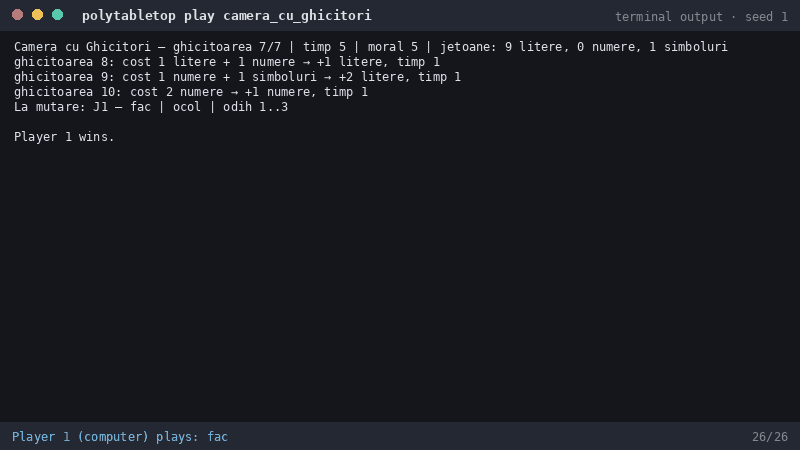 polytabletop play camera_cu_ghicitori
terminal output · seed 1
Camera cu Ghicitori — ghicitoarea 7/7 | timp 5 | moral 5 | jetoane: 9 litere, 0 numere, 1 simboluri
ghicitoarea 8: cost 1 litere + 1 numere → +1 litere, timp 1
ghicitoarea 9: cost 1 numere + 1 simboluri → +2 litere, timp 1
ghicitoarea 10: cost 2 numere → +1 numere, timp 1
La mutare: J1 — fac | ocol | odih 1..3
Player 1 wins.
Player 1 (computer) plays: fac
26/26